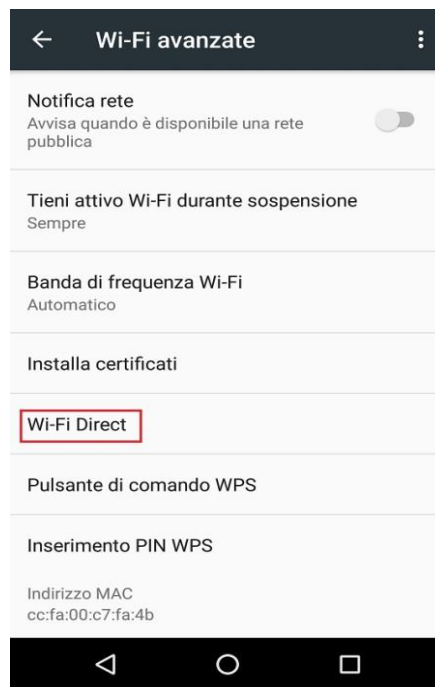 Wi-Fi avanzate
Notifica rete
Avvisa quando è disponibile una rete
pubblica
Tieni attivo Wi-Fi durante sospensione
Sempre
Banda di frequenza Wi-Fi
Automatico
Installa certificati
Wi-Fi Direct
Pulsante di comando WPS
Inserimento PIN WPS
Indirizzo MAC
cc:fa:00:c7:fa:4b